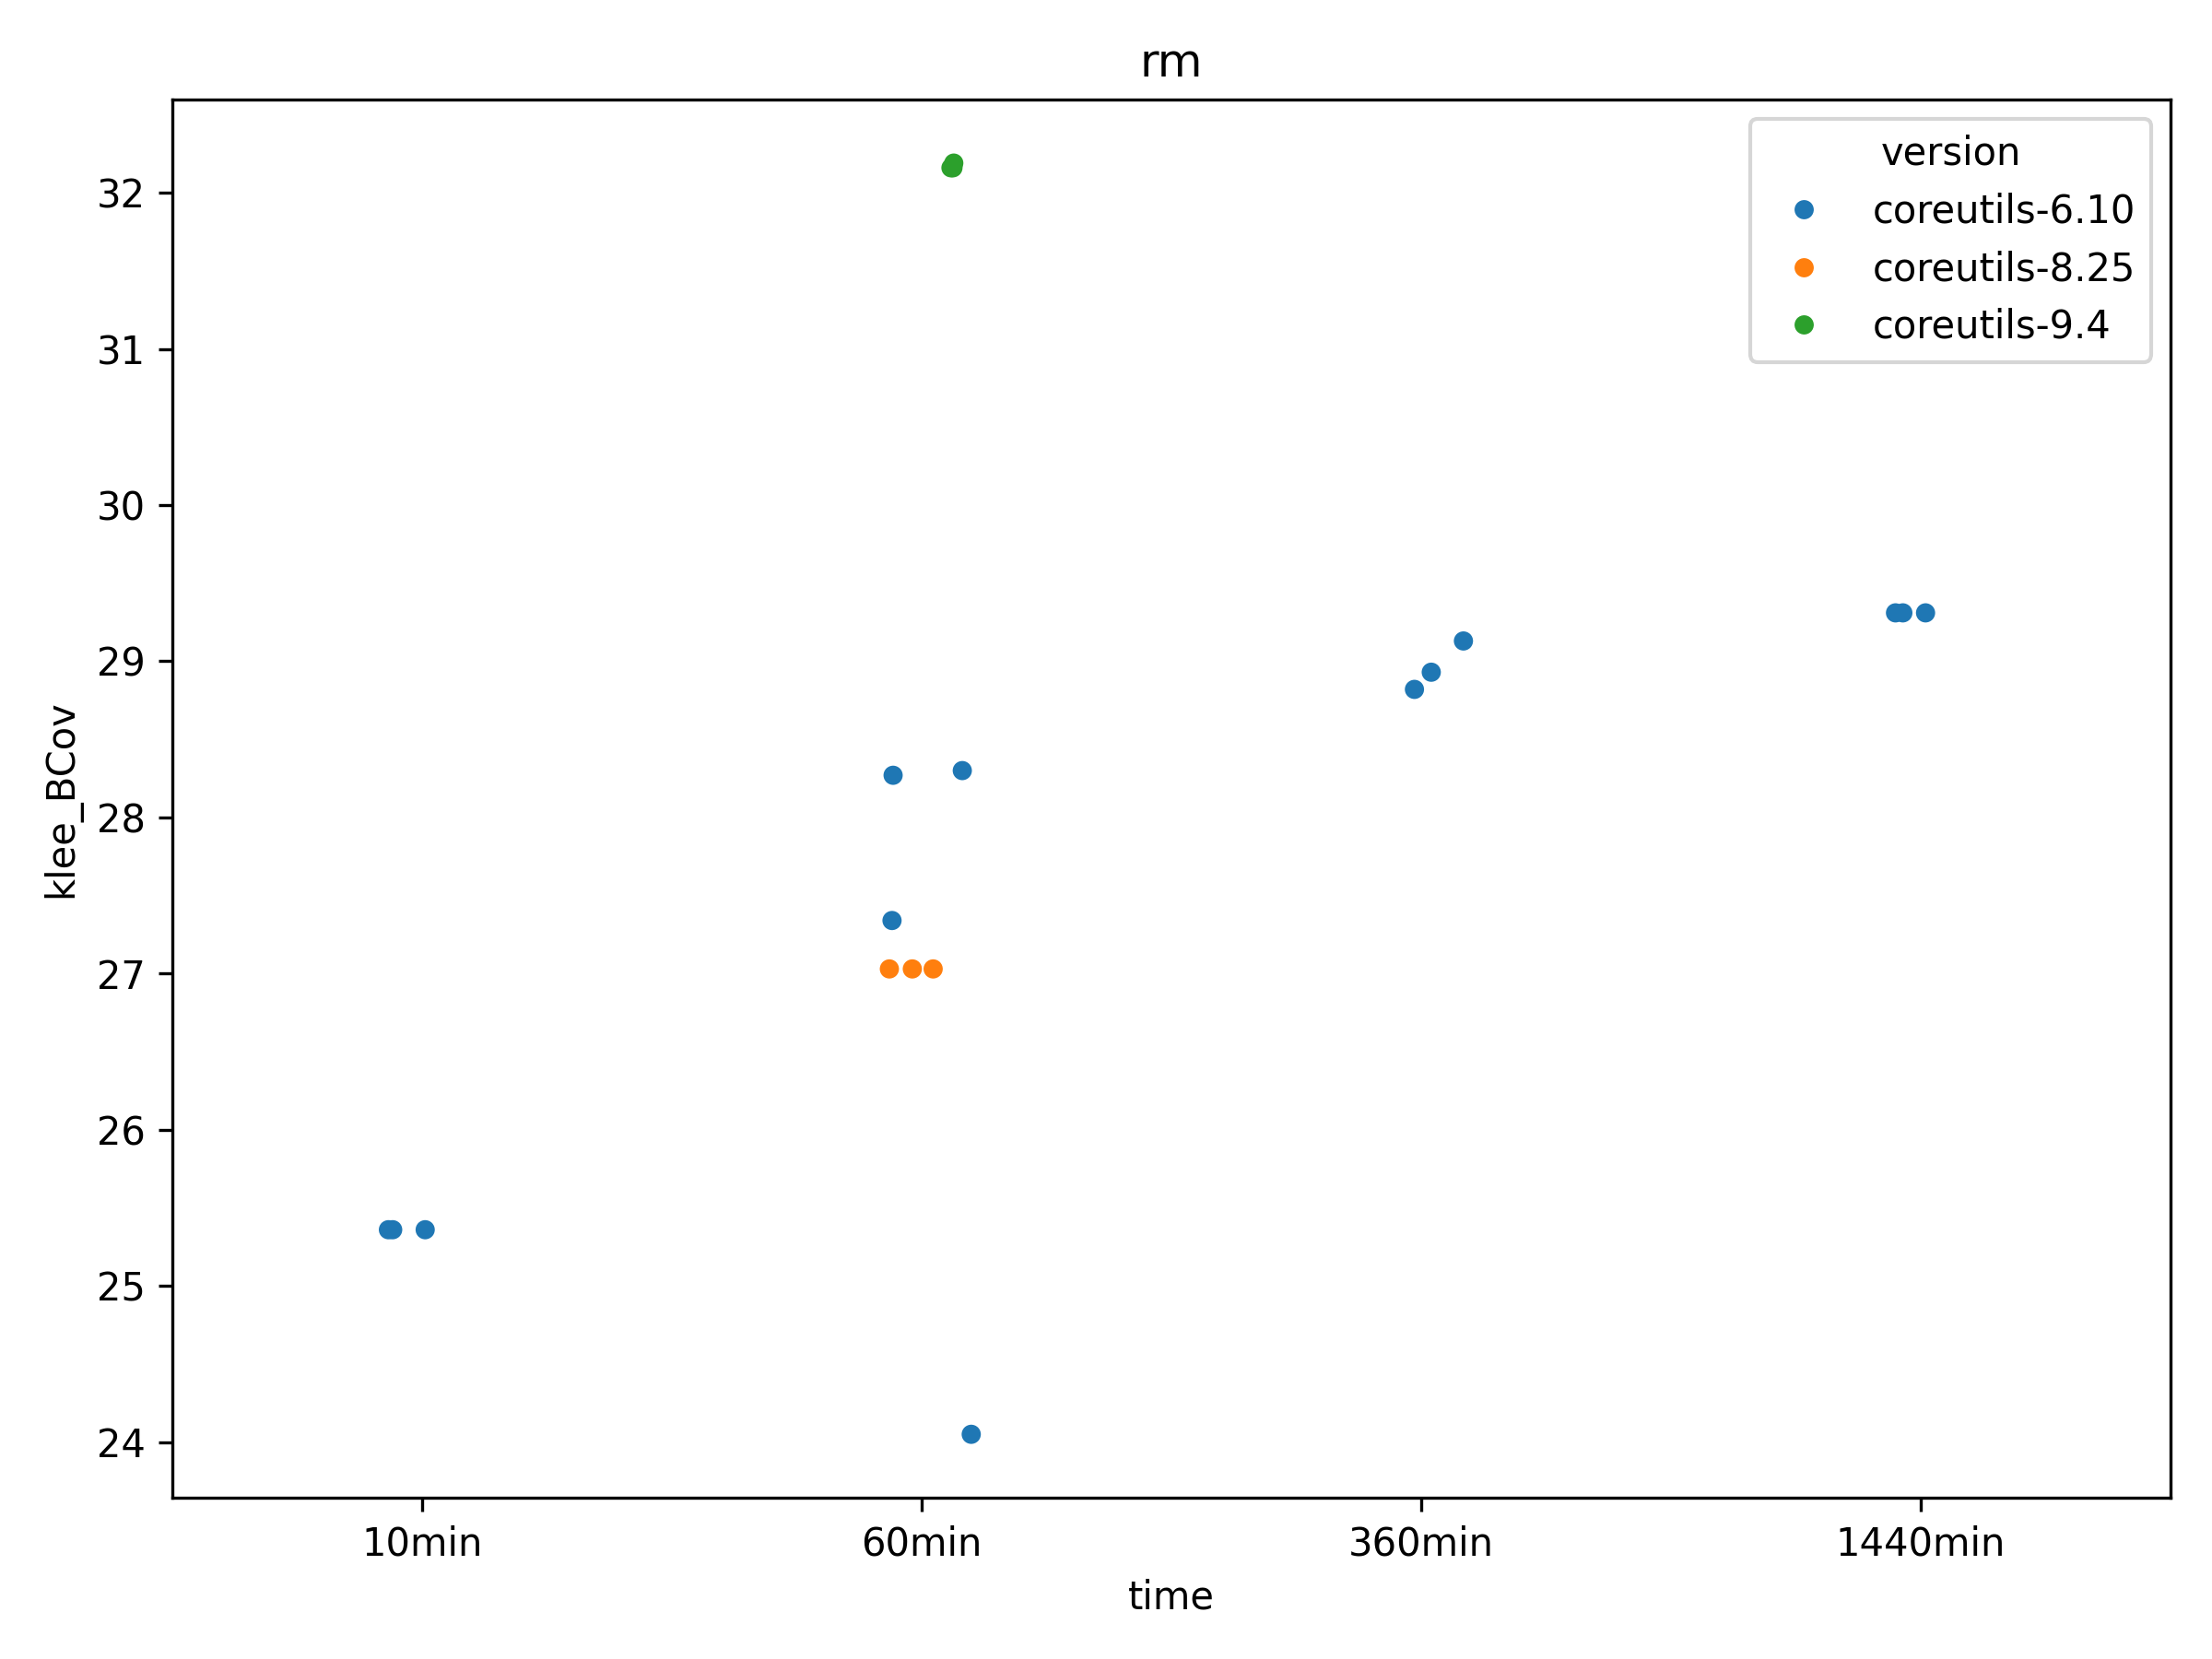 rm
version
coreutils-6.10
coreutils-8.25
coreutils-9.4
klee_BCov
32
31
30
29
28
27
26
25
24
10min
60min
360min
1440min
time